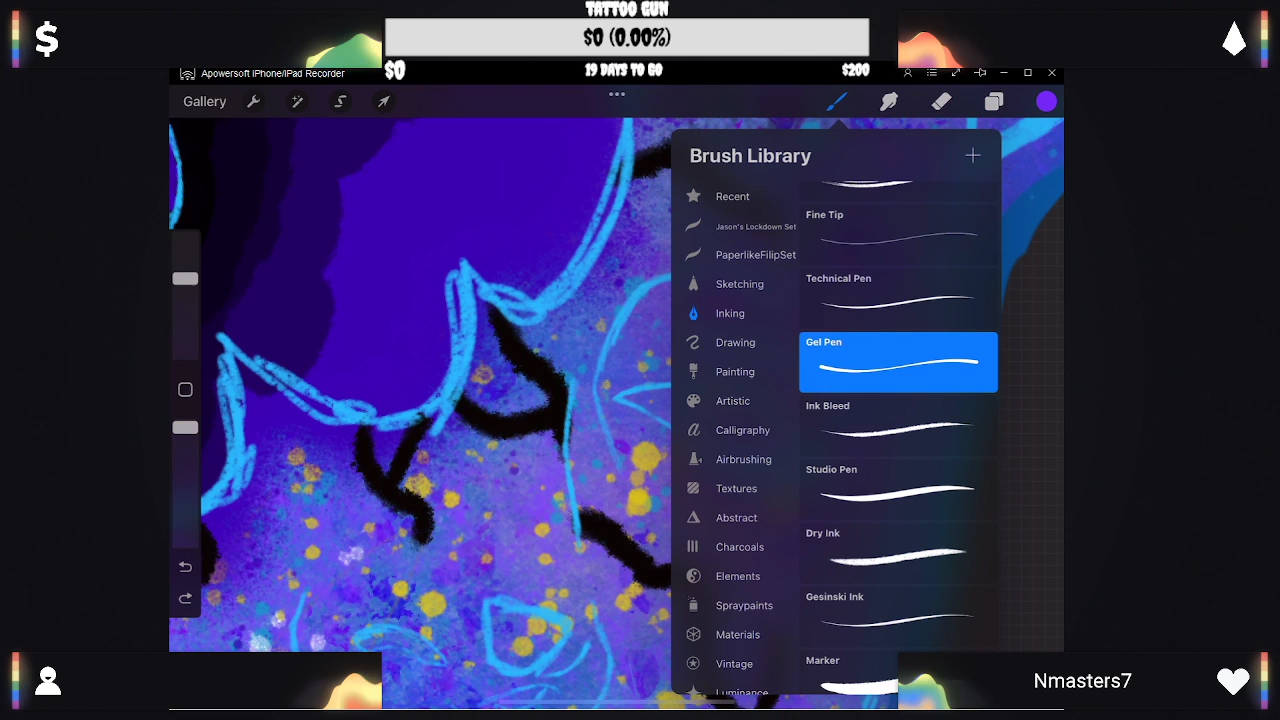 TATTOO GUN
$0 (0.00%)
$0
19 DAYS TO GO
$200
Apowersoft iPhone/iPad Recorder
Gallery
Brush Library
Recent
Jason's Lockdown Set
PaperlikeFilipSet
Sketching
Inking
Drawing
Painting
Artistic
Calligraphy
Airbrushing
Textures
Abstract
Charcoals
Elements
Spraypaints
Materials
Vintage
Luminance
Fine Tip
Technical Pen
Gel Pen
Ink Bleed
Studio Pen
Dry Ink
Gesinski Ink
Marker
Nmasters7